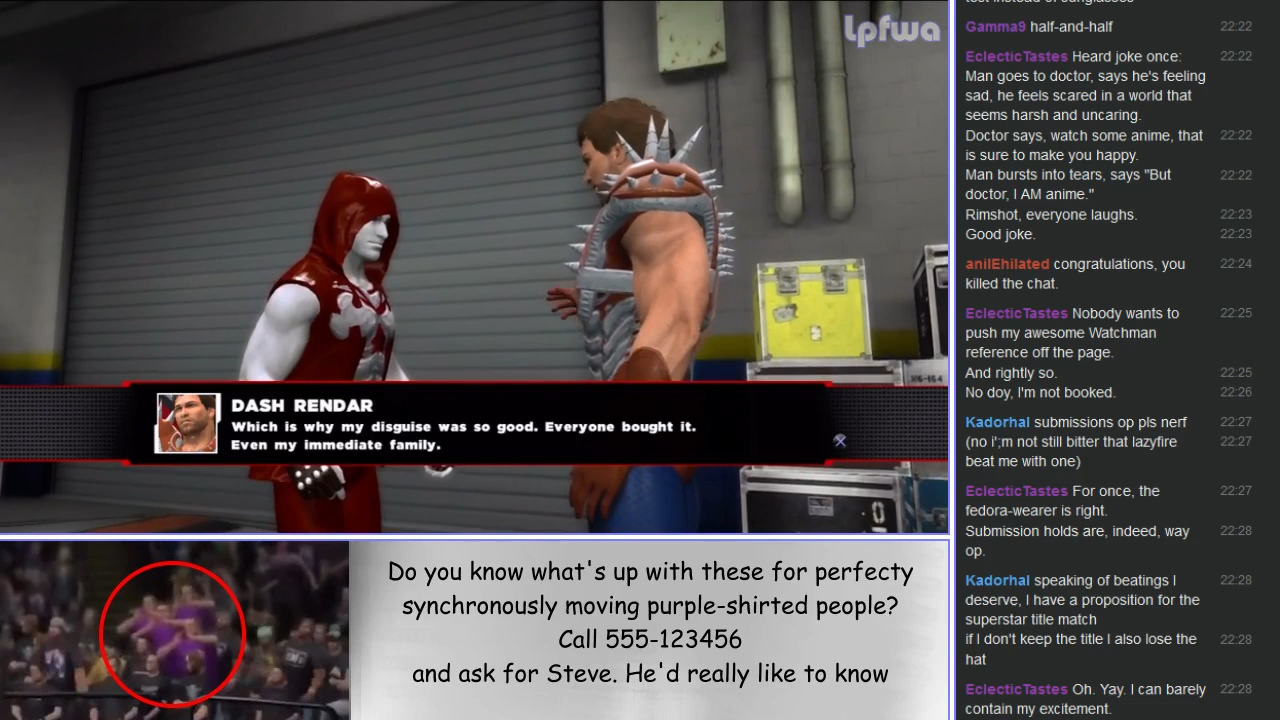 lpfwa
DASH RENDAR
Which is why my disguise was so good. Everyone bought it.
Even my immediate family.
Do you know what's up with these for perfecty
synchronously moving purple-shirted people?
Call 555-123456
and ask for Steve. He'd really like to know
Gamma9 half-and-half 22:22
EclecticTastes Heard joke once: 22:22
Man goes to doctor, says he's feeling
sad, he feels scared in a world that
seems harsh and uncaring.
Doctor says, watch some anime, that 22:22
is sure to make you happy.
Man bursts into tears, says "But 22:22
doctor, I AM anime."
Rimshot, everyone laughs. 22:23
Good joke. 22:23
anilEhilated congratulations, you 22:24
killed the chat.
EclecticTastes Nobody wants to 22:25
push my awesome Watchman
reference off the page.
And rightly so. 22:25
No doy, I'm not booked. 22:26
Kadorhal submissions op pls nerf 22:27
(no i';m not still bitter that lazyfire 22:27
beat me with one)
EclecticTastes For once, the 22:27
fedora-wearer is right.
Submission holds are, indeed, way 22:28
op.
Kadorhal speaking of beatings I 22:28
deserve, I have a proposition for the
superstar title match
if I don't keep the title I also lose the 22:28
hat
EclecticTastes Oh. Yay. I can barely 22:28
contain my excitement.